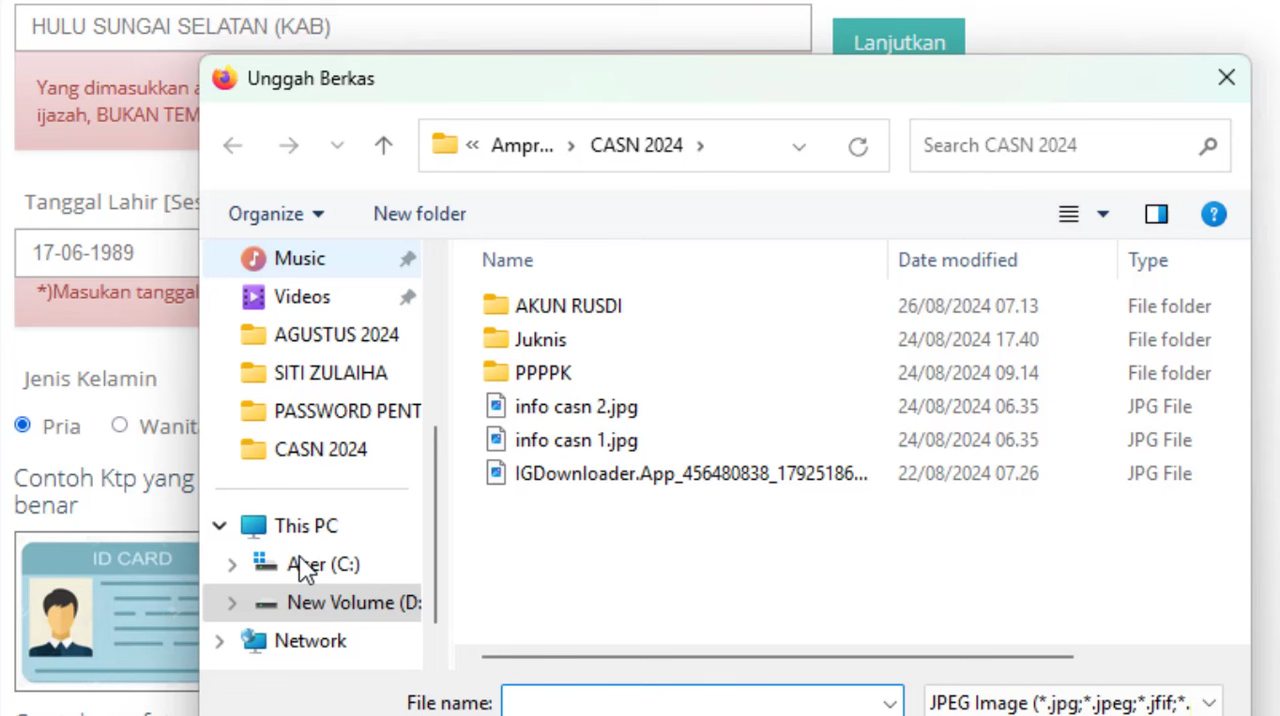 HULU SUNGAI SELATAN (KAB)
Lanjutkan
Yang dimasukkan
ijazah, BUKAN TEM
Tanggal Lahir [Ses
17-06-1989
*)Masukan tanggal
Jenis Kelamin
Pria Wanit
Contoh Ktp yang
benar
ID CARD
Unggah Berkas
« Ampr... › CASN 2024 ›
Search CASN 2024
Organize New folder
Music
Videos
AGUSTUS 2024
SITI ZULAIHA
PASSWORD PENT
CASN 2024
This PC
Acer (C:)
New Volume (D:
Network
Name Date modified Type
AKUN RUSDI 26/08/2024 07.13 File folder
Juknis 24/08/2024 17.40 File folder
PPPPK 24/08/2024 09.14 File folder
info casn 2.jpg 24/08/2024 06.35 JPG File
info casn 1.jpg 24/08/2024 06.35 JPG File
IGDownloader.App_456480838_17925186... 22/08/2024 07.26 JPG File
File name: JPEG Image (*.jpg;*.jpeg;*.jfif;*.